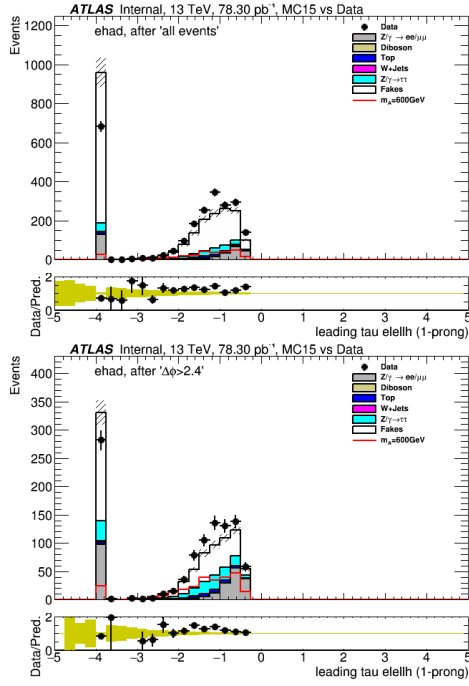 ATLAS Internal, 13 TeV, 78.30 pb⁻¹, MC15 vs Data
Events
1200
1000
800
600
400
200
0
ehad, after 'all events'
Data
Z/γ → ee/μμ
Diboson
Top
W+Jets
Z/γ→ττ
Fakes
m_A=600GeV
Data/Pred.
2
1
0
−5 −4 −3 −2 −1 0 1 2 3 4 5
leading tau elellh (1-prong)
ATLAS Internal, 13 TeV, 78.30 pb⁻¹, MC15 vs Data
Events
400
350
300
250
200
150
100
50
0
ehad, after 'Δϕ>2.4'
Data
Z/γ → ee/μμ
Diboson
Top
W+Jets
Z/γ→ττ
Fakes
m_A=600GeV
Data/Pred.
2
1
0
−5 −4 −3 −2 −1 0 1 2 3 4 5
leading tau elellh (1-prong)